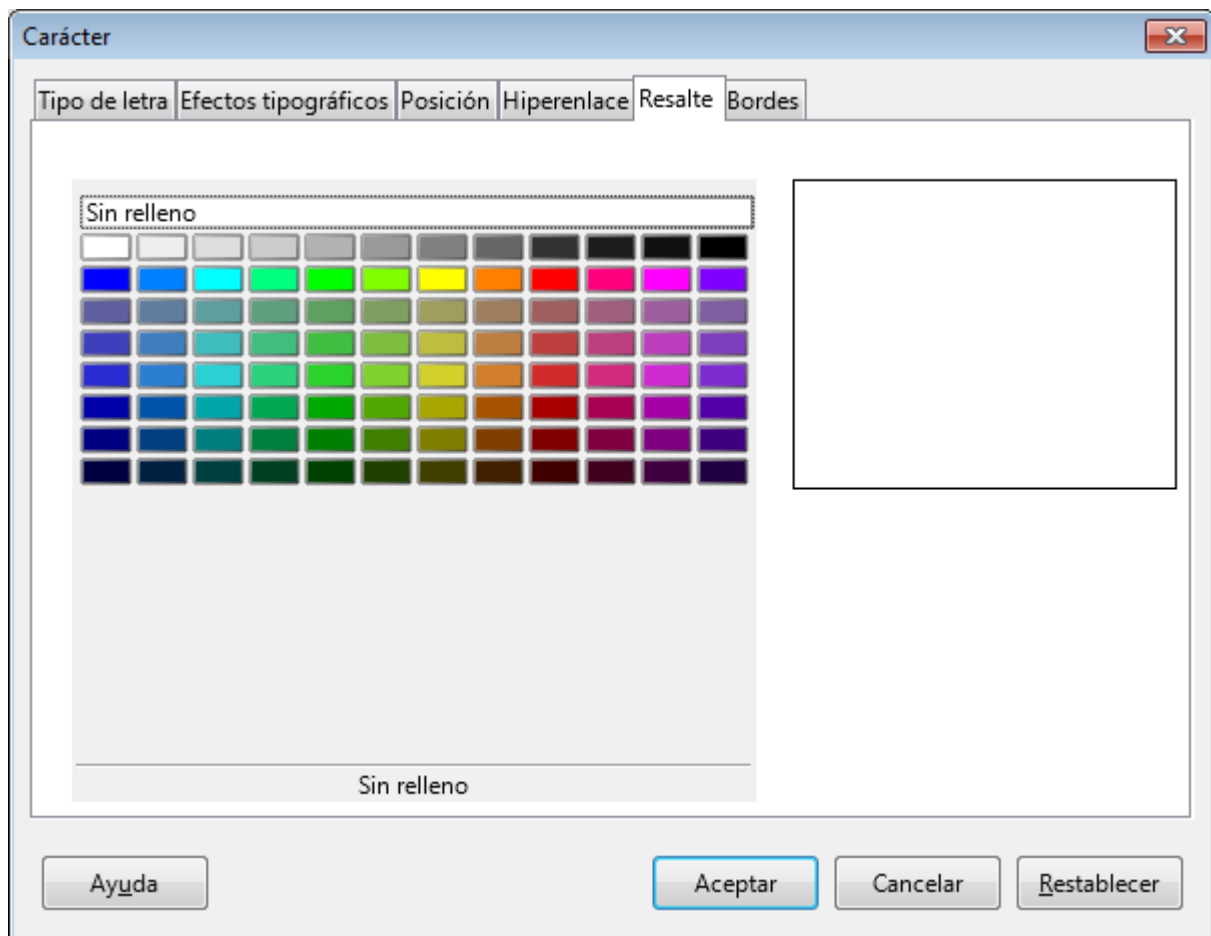 Carácter
Tipo de letra Efectos tipográficos Posición Hiperenlace Resalte Bordes
Sin relleno
Sin relleno
Ayuda Aceptar Cancelar Restablecer